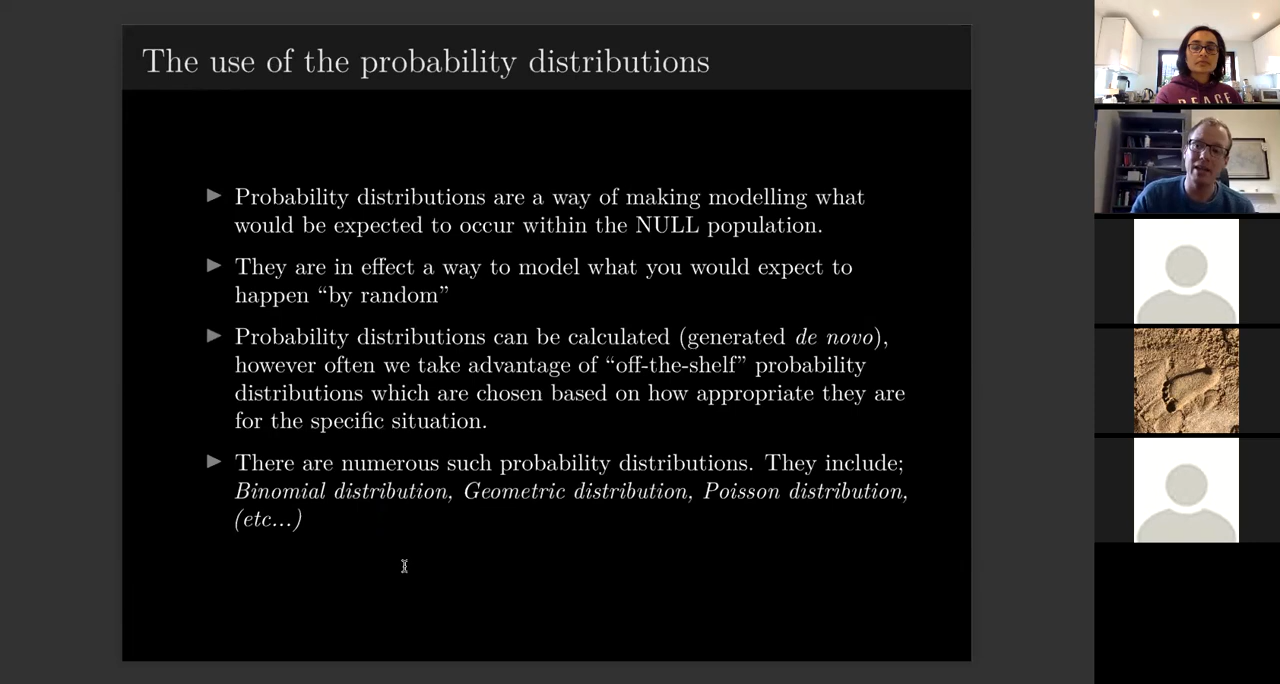 The use of the probability distributions
Probability distributions are a way of making modelling what
would be expected to occur within the NULL population.
They are in effect a way to model what you would expect to
happen “by random”
Probability distributions can be calculated (generated de novo),
however often we take advantage of “off-the-shelf” probability
distributions which are chosen based on how appropriate they are
for the specific situation.
There are numerous such probability distributions. They include;
Binomial distribution, Geometric distribution, Poisson distribution,
(etc...)
PEACE